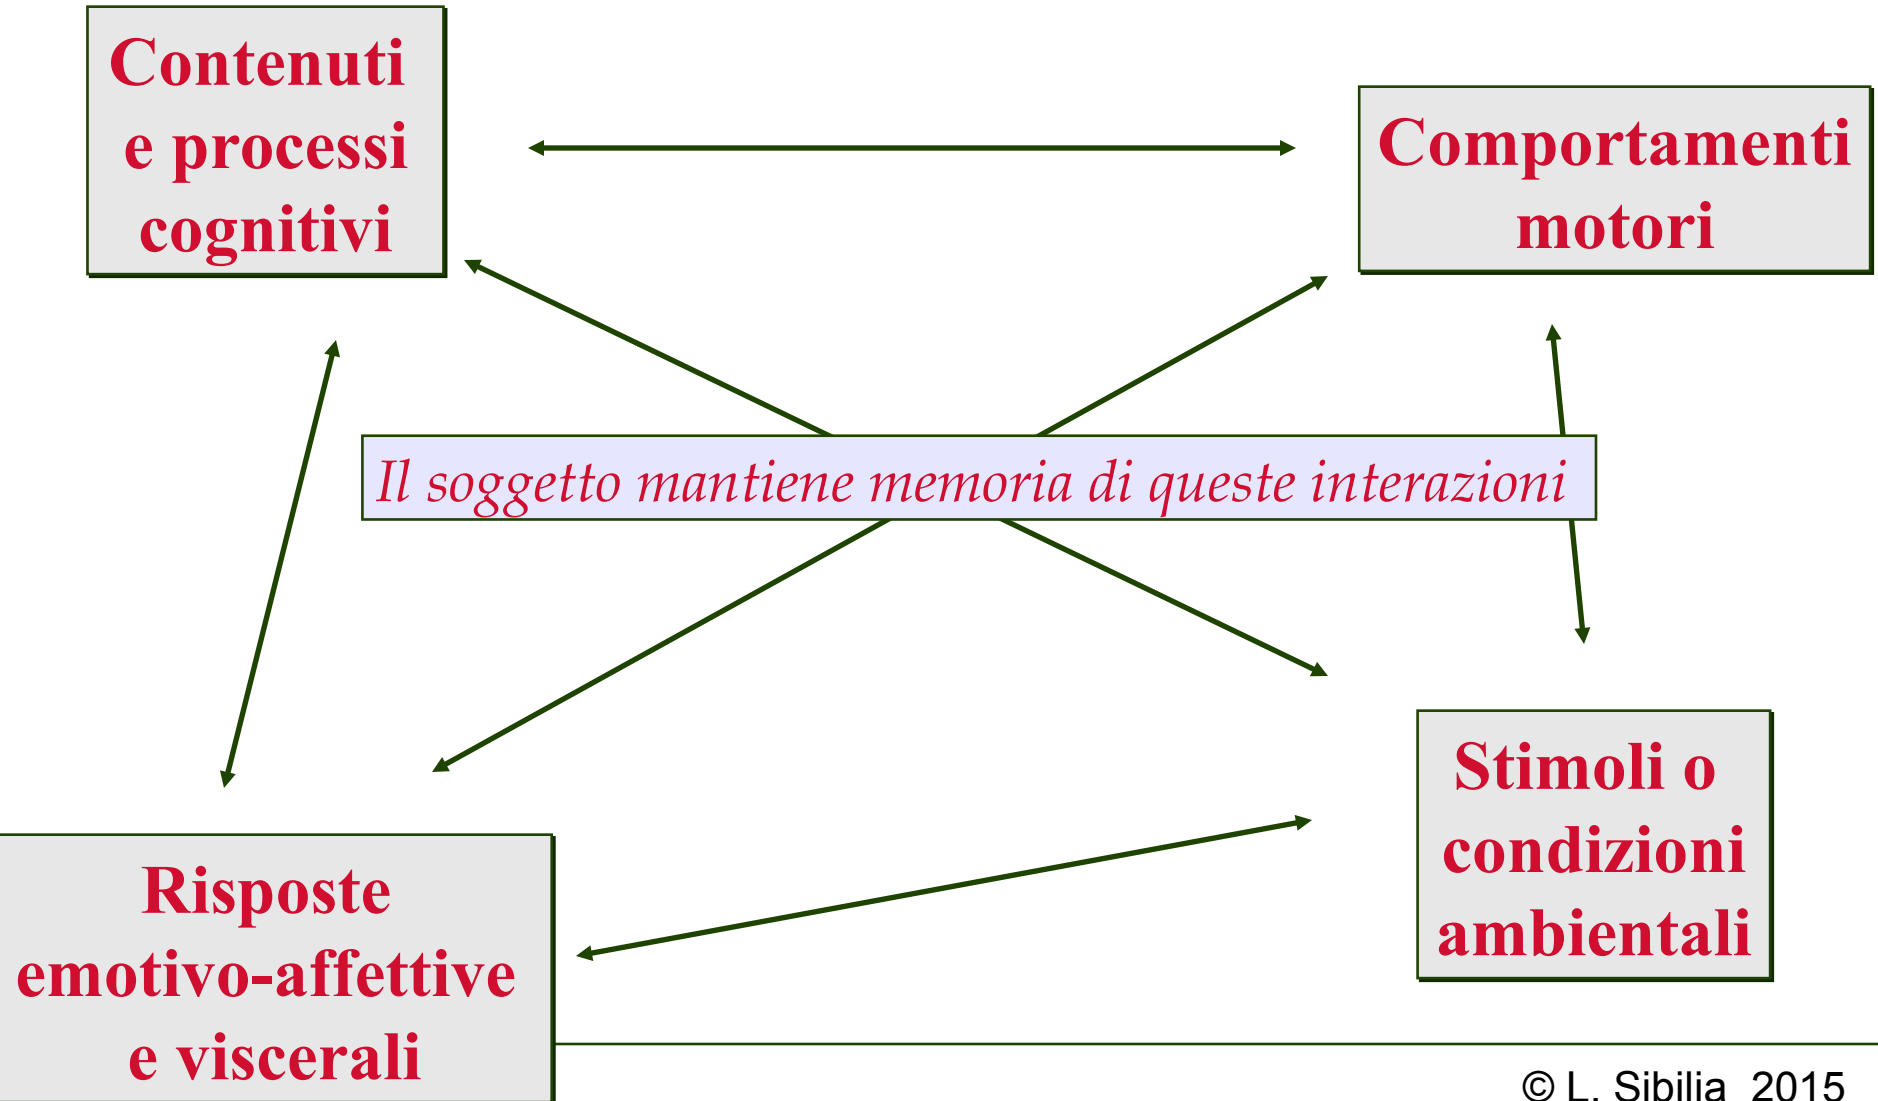 Contenuti
e processi
cognitivi
Comportamenti
motori
Il soggetto mantiene memoria di queste interazioni
Stimoli o
condizioni
ambientali
Risposte
emotivo-affettive
e viscerali
© L. Sibilia 2015